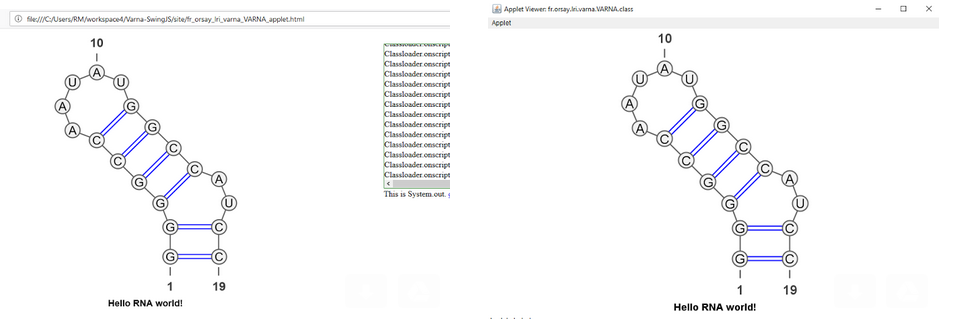 file:///C:/Users/RM/workspace4/Varna-SwingJS/site/fr_orsay_lri_varna_VARNA_applet.html
10
A
U U
A G
A G
C C
C C
G A
G U
G C
G C
1 19
Hello RNA world!
Classloader.onscript
Classloader.onscript
Classloader.onscript
Classloader.onscript
Classloader.onscript
Classloader.onscript
Classloader.onscript
Classloader.onscript
Classloader.onscript
Classloader.onscript
Classloader.onscript
Classloader.onscript
Classloader.onscript
Classloader.onscript
This is System.out.
Applet Viewer: fr.orsay.lri.varna.VARNA.class
Applet
10
A
U U
A G
A G
C C
C C
G A
G U
G C
G C
1 19
Hello RNA world!